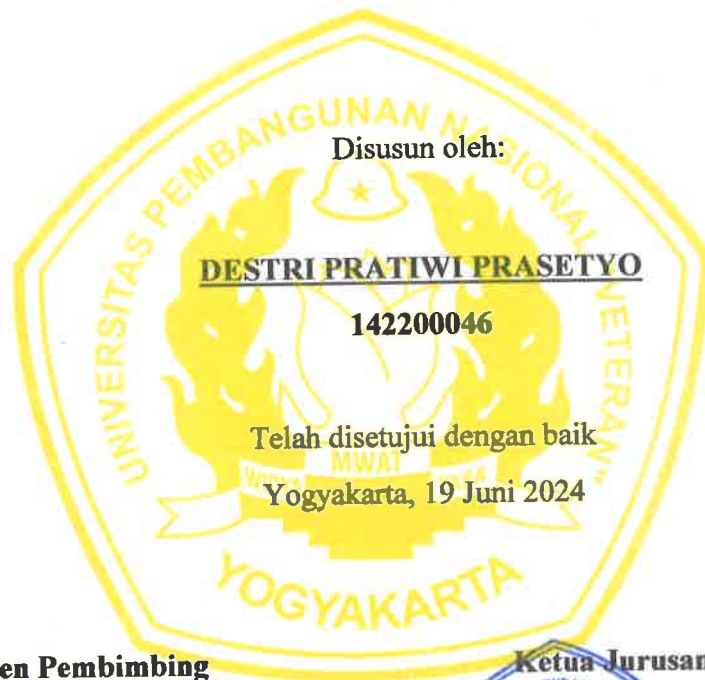 UNIVERSITAS PEMBANGUNAN NASIONAL "VETERAN"
Disusun oleh:
DESTRI PRATIWI PRASETYO
142200046
Telah disetujui dengan baik
MWAT
Yogyakarta, 19 Juni 2024
YOGYAKARTA
en Pembimbing
Ketua Jurusan